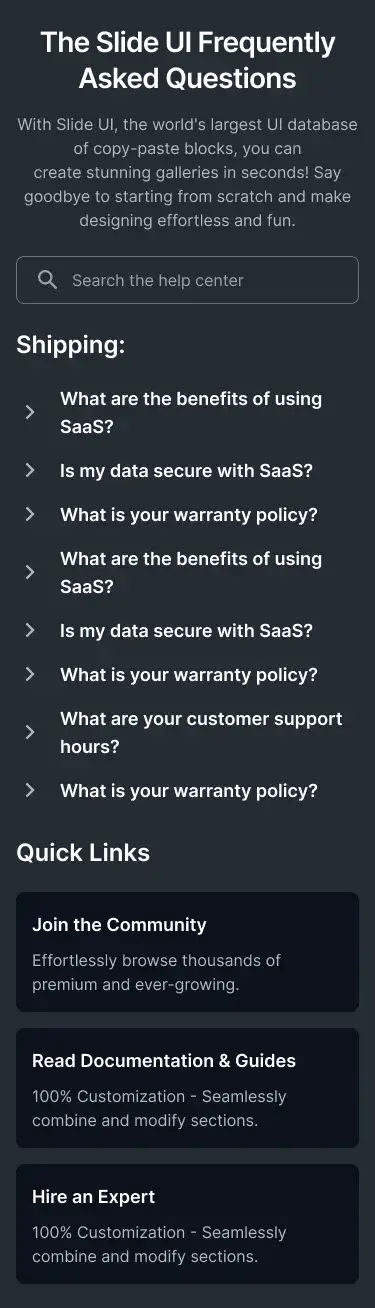 The Slide UI Frequently
Asked Questions
With Slide UI, the world's largest UI database
of copy-paste blocks, you can
create stunning galleries in seconds! Say
goodbye to starting from scratch and make
designing effortless and fun.
Search the help center
Shipping:
What are the benefits of using
SaaS?
Is my data secure with SaaS?
What is your warranty policy?
What are the benefits of using
SaaS?
Is my data secure with SaaS?
What is your warranty policy?
What are your customer support
hours?
What is your warranty policy?
Quick Links
Join the Community
Effortlessly browse thousands of
premium and ever-growing.
Read Documentation & Guides
100% Customization - Seamlessly
combine and modify sections.
Hire an Expert
100% Customization - Seamlessly
combine and modify sections.